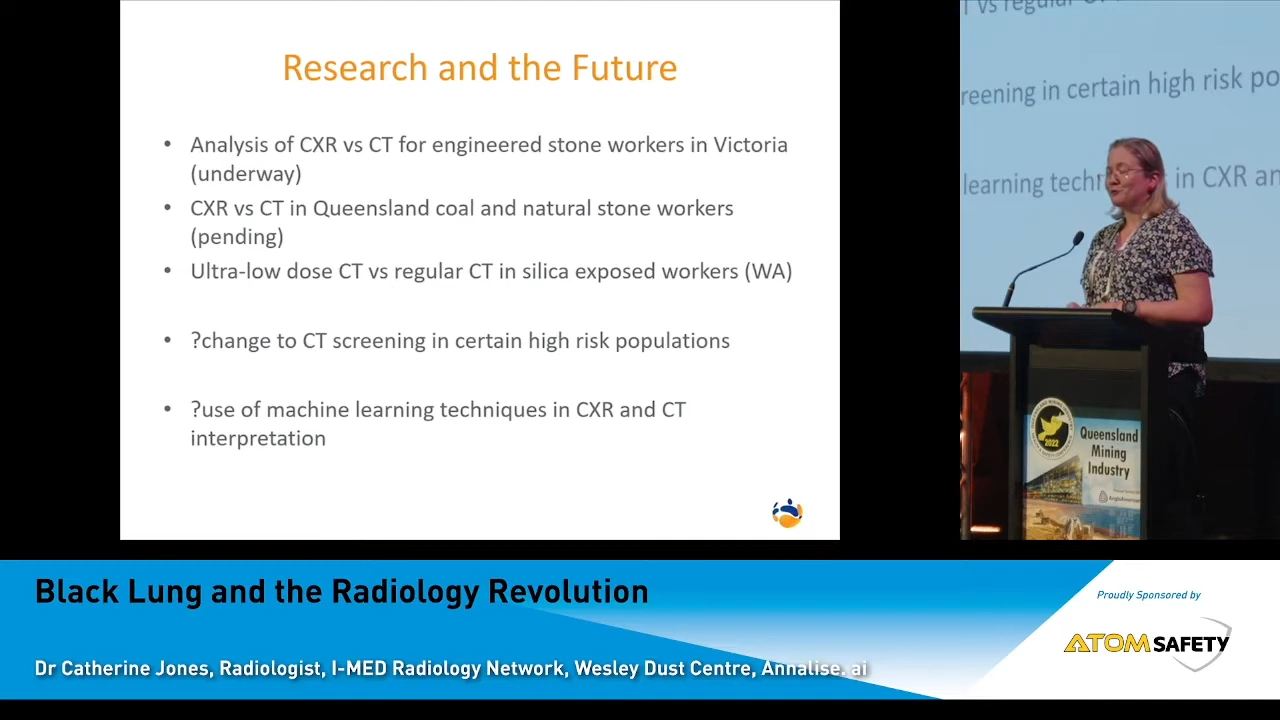 Research and the Future
• Analysis of CXR vs CT for engineered stone workers in Victoria
(underway)
• CXR vs CT in Queensland coal and natural stone workers
(pending)
• Ultra-low dose CT vs regular CT in silica exposed workers (WA)
• ?change to CT screening in certain high risk populations
• ?use of machine learning techniques in CXR and CT
interpretation
T vs regular
reening in certain high risk po
learning tech in CXR an
2022
Queensland
Mining
Industry
AngloAmerican
Black Lung and the Radiology Revolution
Dr Catherine Jones, Radiologist, I-MED Radiology Network, Wesley Dust Centre, Annalise. ai
Proudly Sponsored by
ATOM SAFETY